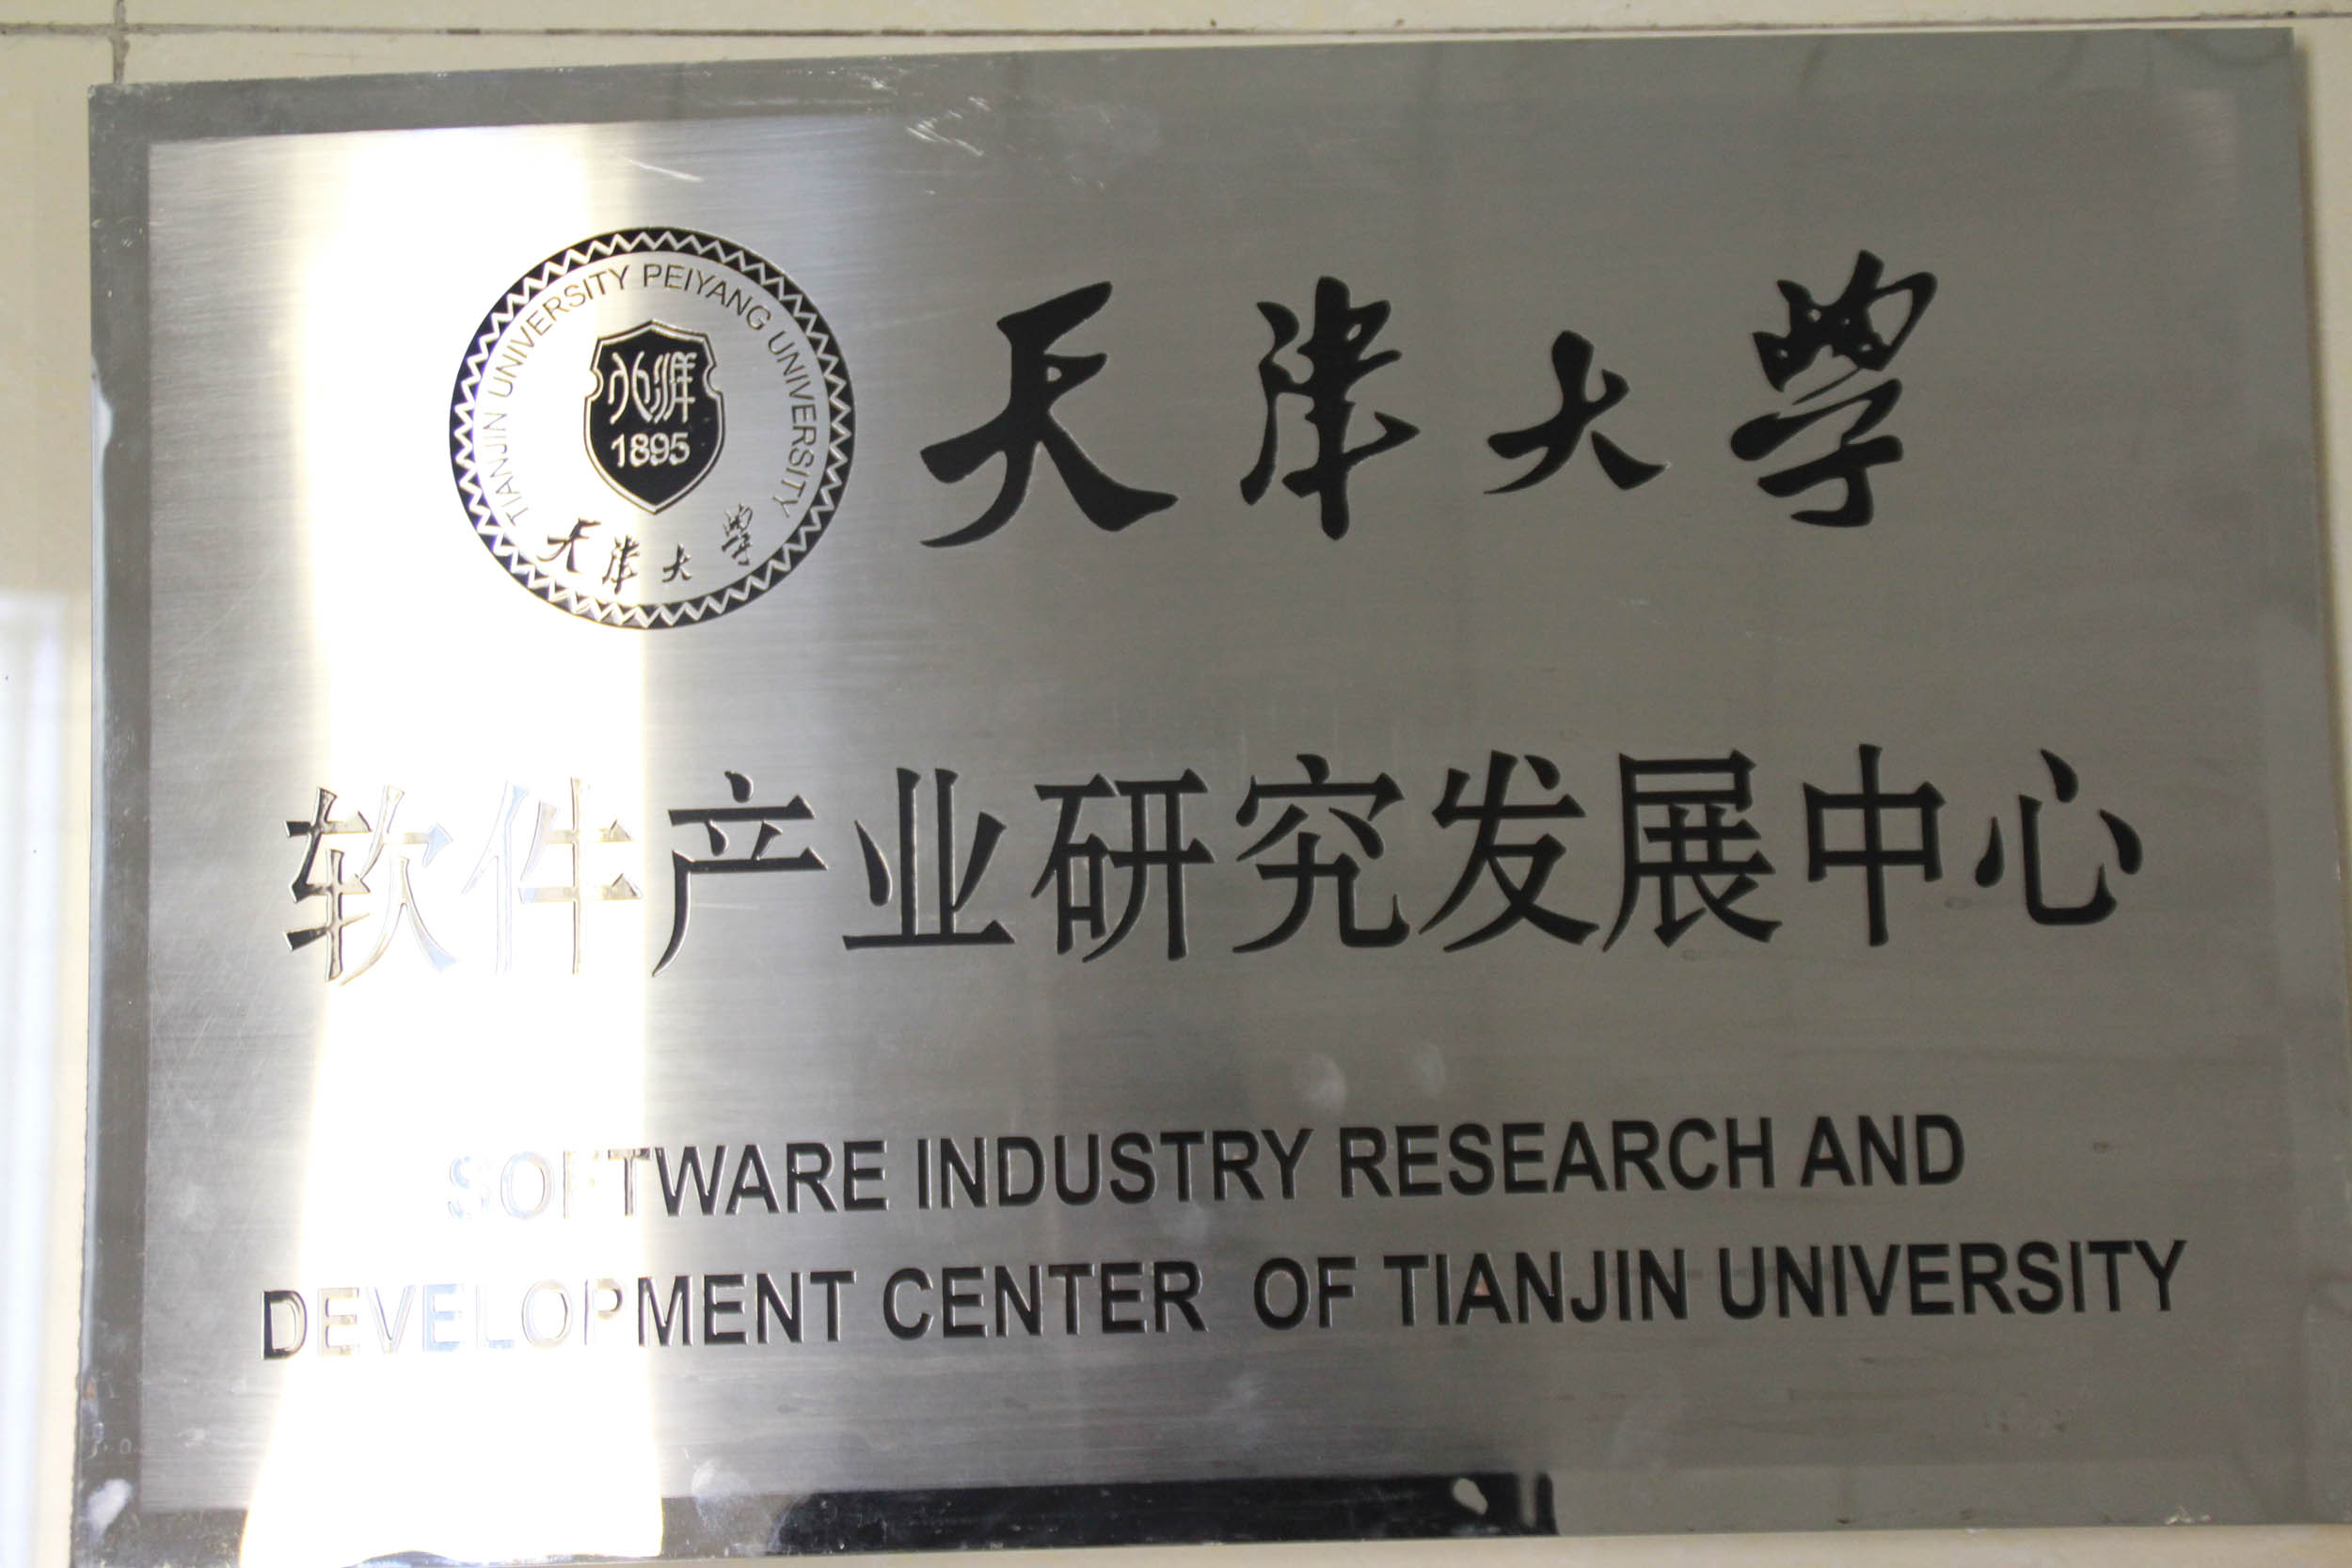 TIANJIN UNIVERSITY PEIYANG UNIVERSITY
北洋
1895
天津大學
天津大學
软件产业研究发展中心
SOFTWARE INDUSTRY RESEARCH AND
DEVELOPMENT CENTER OF TIANJIN UNIVERSITY